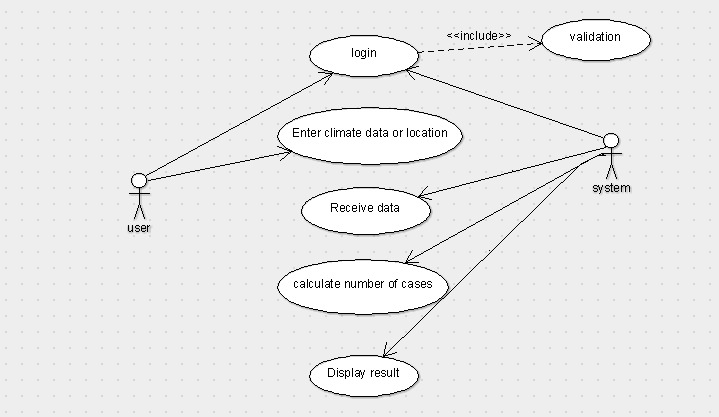 <<include>>
validation
login
Enter climate data or location
user
system
Receive data
calculate number of cases
Display result